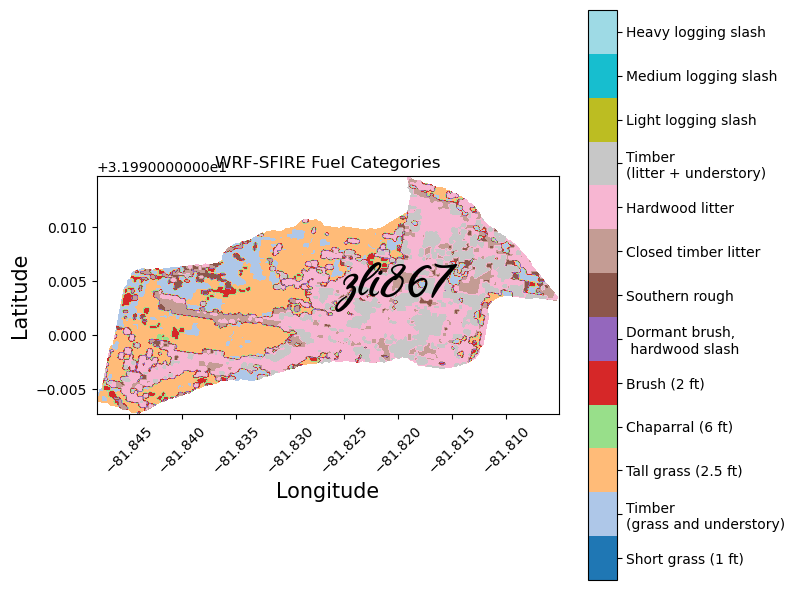 WRF-SFIRE Fuel Categories
+3.1990000000e1
Latitude
0.010
0.005
0.000
−0.005
−81.845
−81.840
−81.835
−81.830
−81.825
−81.820
−81.815
−81.810
Longitude
zli867
Heavy logging slash
Medium logging slash
Light logging slash
Timber
(litter + understory)
Hardwood litter
Closed timber litter
Southern rough
Dormant brush,
hardwood slash
Brush (2 ft)
Chaparral (6 ft)
Tall grass (2.5 ft)
Timber
(grass and understory)
Short grass (1 ft)